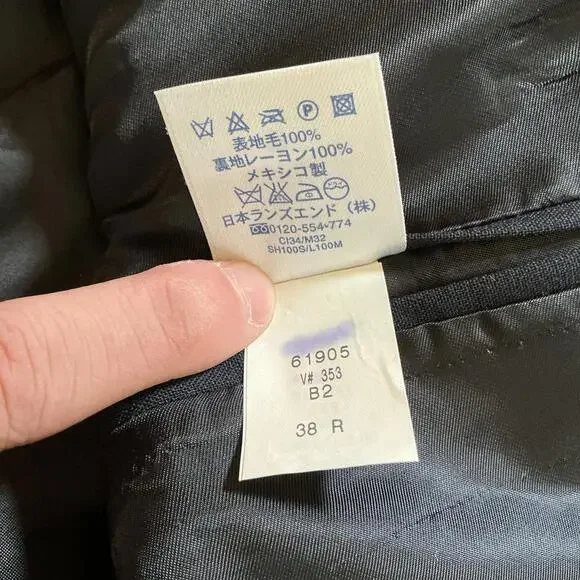 P
表地毛100%
裏地レーヨン100%
メキシコ製
日本ランズエンド (株)
0120-554-774
CI34/M32
SH100S/L100M
61905
V# 353
B2
38 R